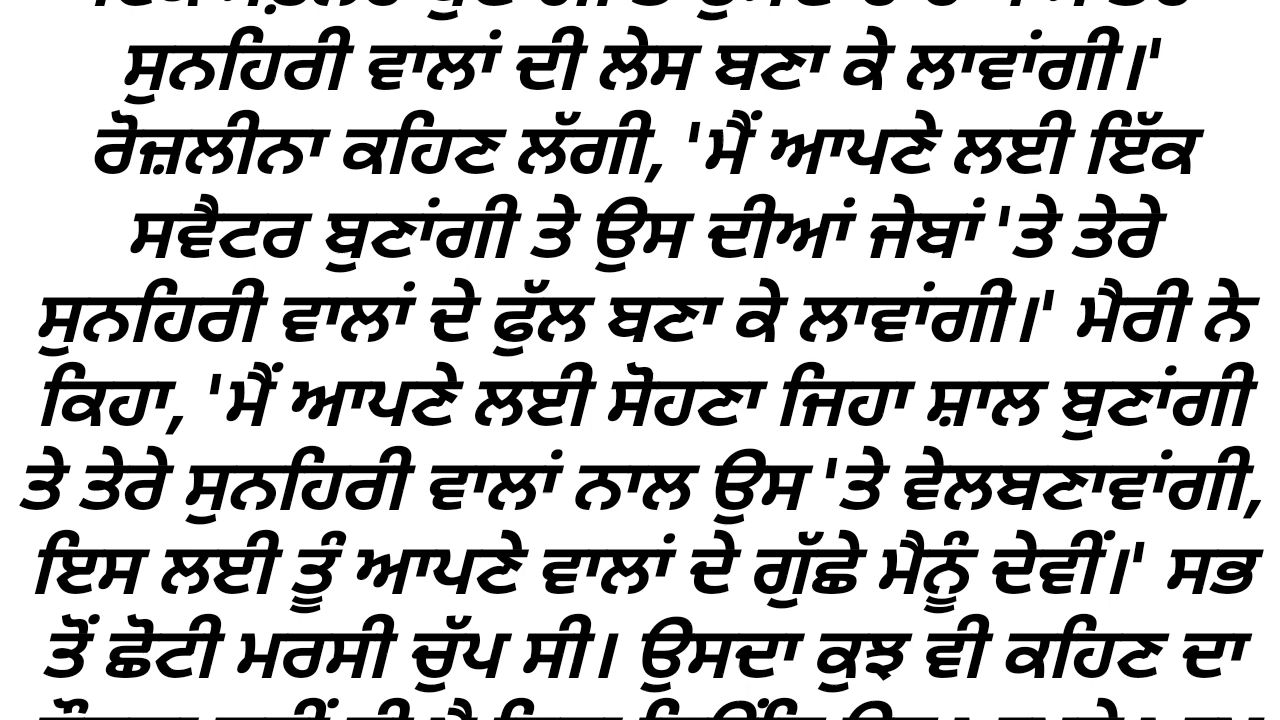 ਸੁਨਹਿਰੀ ਵਾਲਾਂ ਦੀ ਲੇਸ ਬਣਾ ਕੇ ਲਾਵਾਂਗੀ।'
ਰੋਜ਼ਲੀਨਾ ਕਹਿਣ ਲੱਗੀ, 'ਮੈਂ ਆਪਣੇ ਲਈ ਇੱਕ
ਸਵੈਟਰ ਬੁਣਾਂਗੀ ਤੇ ਉਸ ਦੀਆਂ ਜੇਬਾਂ 'ਤੇ ਤੇਰੇ
ਸੁਨਹਿਰੀ ਵਾਲਾਂ ਦੇ ਫੁੱਲ ਬਣਾ ਕੇ ਲਾਵਾਂਗੀ।' ਮੈਰੀ ਨੇ
ਕਿਹਾ, 'ਮੈਂ ਆਪਣੇ ਲਈ ਸੋਹਣਾ ਜਿਹਾ ਸ਼ਾਲ ਬੁਣਾਂਗੀ
ਤੇ ਤੇਰੇ ਸੁਨਹਿਰੀ ਵਾਲਾਂ ਨਾਲ ਉਸ 'ਤੇ ਵੇਲਬਣਾਵਾਂਗੀ,
ਇਸ ਲਈ ਤੂੰ ਆਪਣੇ ਵਾਲਾਂ ਦੇ ਗੁੱਛੇ ਮੈਨੂੰ ਦੇਵੀਂ।' ਸਭ
ਤੋਂ ਛੋਟੀ ਮਰਸੀ ਚੁੱਪ ਸੀ। ਉਸਦਾ ਕੁਝ ਵੀ ਕਹਿਣ ਦਾ